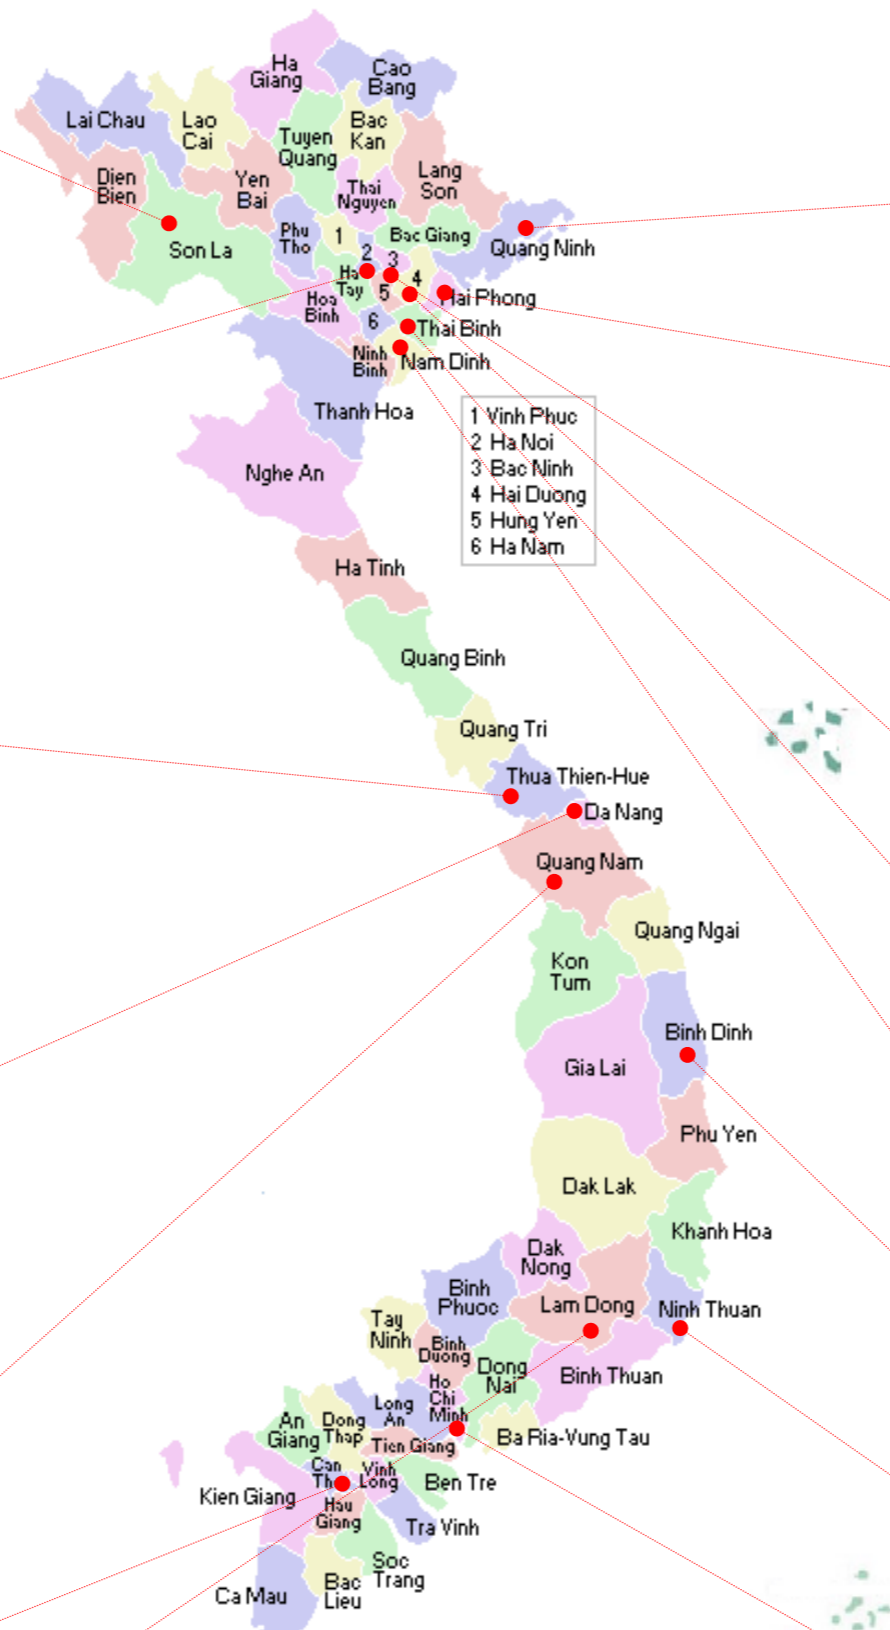 Ha
Giang
Cao
Bang
Lai Chau
Lao
Cai
Bac
Kan
Tuyen
Quang
Lang
Son
Dien
Bien
Yen
Bai
Thai
Nguyen
Phu
Tho
1
Bac Giang
Quang Ninh
Son La
2
3
Ha
Tay
4
5
Hai Phong
Hoa
Binh
6
Thai Binh
Ninh
Binh
Nam Dinh
Thanh Hoa
1 Vinh Phuc
2 Ha Noi
3 Bac Ninh
4 Hai Duong
5 Hung Yen
6 Ha Nam
Nghe An
Ha Tinh
Quang Binh
Quang Tri
Thua Thien-Hue
Da Nang
Quang Nam
Quang Ngai
Kon
Tum
Binh Dinh
Gia Lai
Phu Yen
Dak Lak
Khanh Hoa
Dak
Nong
Binh
Phuoc
Lam Dong
Ninh Thuan
Tay
Ninh
Binh
Duong
Dong
Nai
Binh Thuan
Ho
Chi
Minh
Long
An
An
Giang
Dong
Thap
Tien Giang
Ba Ria-Vung Tau
Can
Tho
Vinh
Long
Ben Tre
Kien Giang
Hau
Giang
Tra Vinh
Soc
Trang
Ca Mau
Bac
Lieu